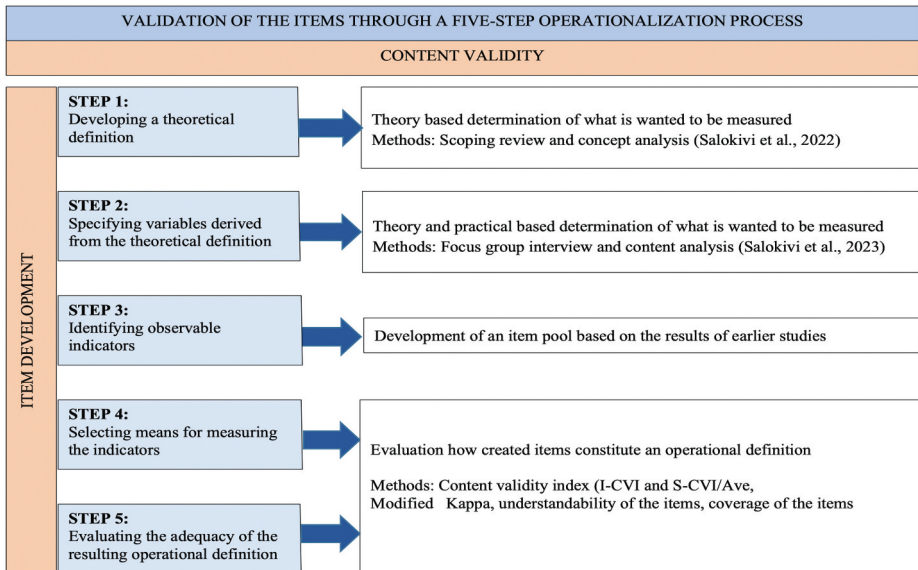 VALIDATION OF THE ITEMS THROUGH A FIVE-STEP OPERATIONALIZATION PROCESS
CONTENT VALIDITY
ITEM DEVELOPMENT
STEP 1:
Developing a theoretical
definition
Theory based determination of what is wanted to be measured
Methods: Scoping review and concept analysis (Salokivi et al., 2022)
STEP 2:
Specifying variables derived
from the theoretical definition
Theory and practical based determination of what is wanted to be measured
Methods: Focus group interview and content analysis (Salokivi et al., 2023)
STEP 3:
Identifying observable
indicators
Development of an item pool based on the results of earlier studies
STEP 4:
Selecting means for measuring
the indicators
STEP 5:
Evaluating the adequacy of the
resulting operational definition
Evaluation how created items constitute an operational definition
Methods: Content validity index (I-CVI and S-CVI/Ave,
Modified Kappa, understandability of the items, coverage of the items